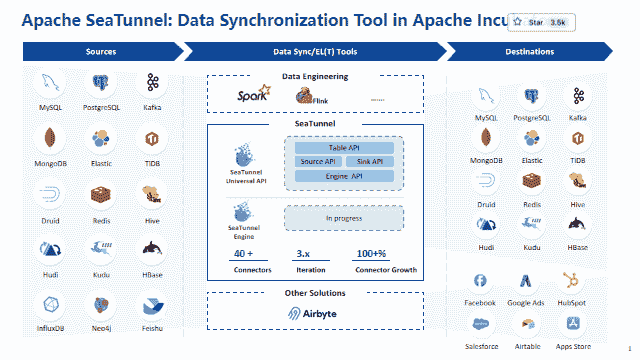 Apache SeaTunnel: Data Synchronization Tool in Apache Incu
Star 3.6k
Sources
Data Sync/EL(T) Tools
Destinations
MySQL PostgreSQL Kafka
MongoDB Elastic TiDB
Druid Redis Hive
Hudi Kudu HBase
InfluxDB Neo4j Feishu
Data Engineering
Spark Flink ......
SeaTunnel
SeaTunnel
Universal API
Table API
Source API Sink API
Engine API
SeaTunnel
Engine
In progress
40 + 3.x 100+%
Connectors Iteration Connector Growth
Other Solutions
Airbyte
MySQL PostgreSQL Kafka
MongoDB Elastic TiDB
Druid Redis Hive
Hudi Kudu HBase
Facebook Google Ads HubSpot
Salesforce Airtable Apps Store